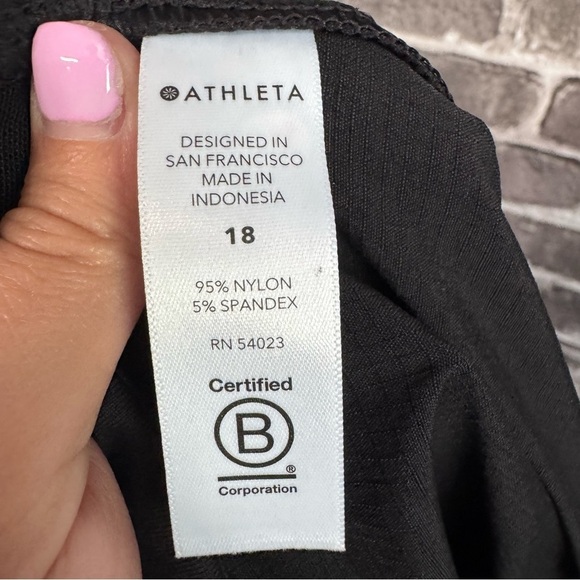 ATHLETA
DESIGNED IN
SAN FRANCISCO
MADE IN
INDONESIA
18
95% NYLON
5% SPANDEX
RN 54023
Certified
B
®
Corporation